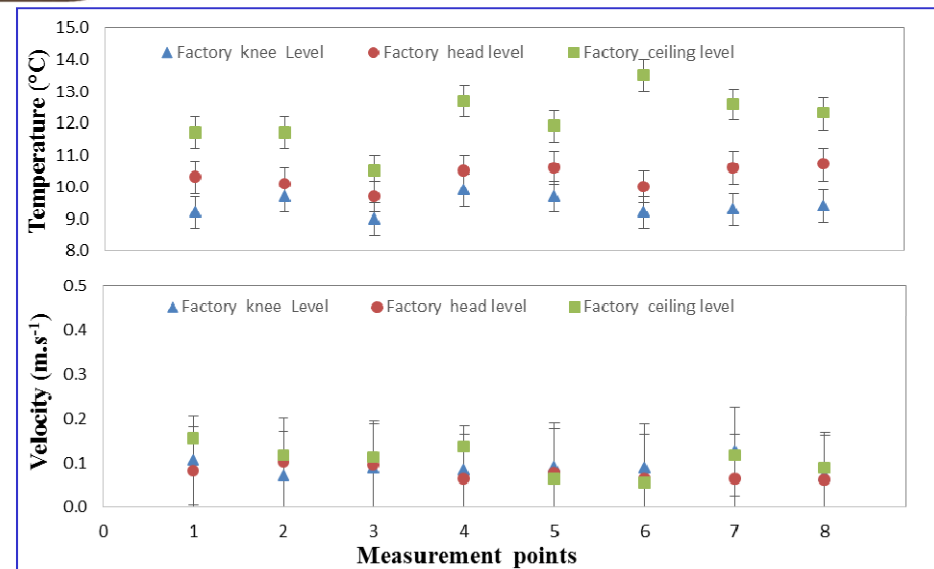 15.0
14.0
13.0
12.0
11.0
10.0
9.0
8.0
Temperature (°C)
Factory knee Level Factory head level Factory ceiling level
0.5
0.4
0.3
0.2
0.1
0.0
Velocity (m.s-1)
Factory knee Level Factory head level Factory ceiling level
0 1 2 3 4 5 6 7 8
Measurement points